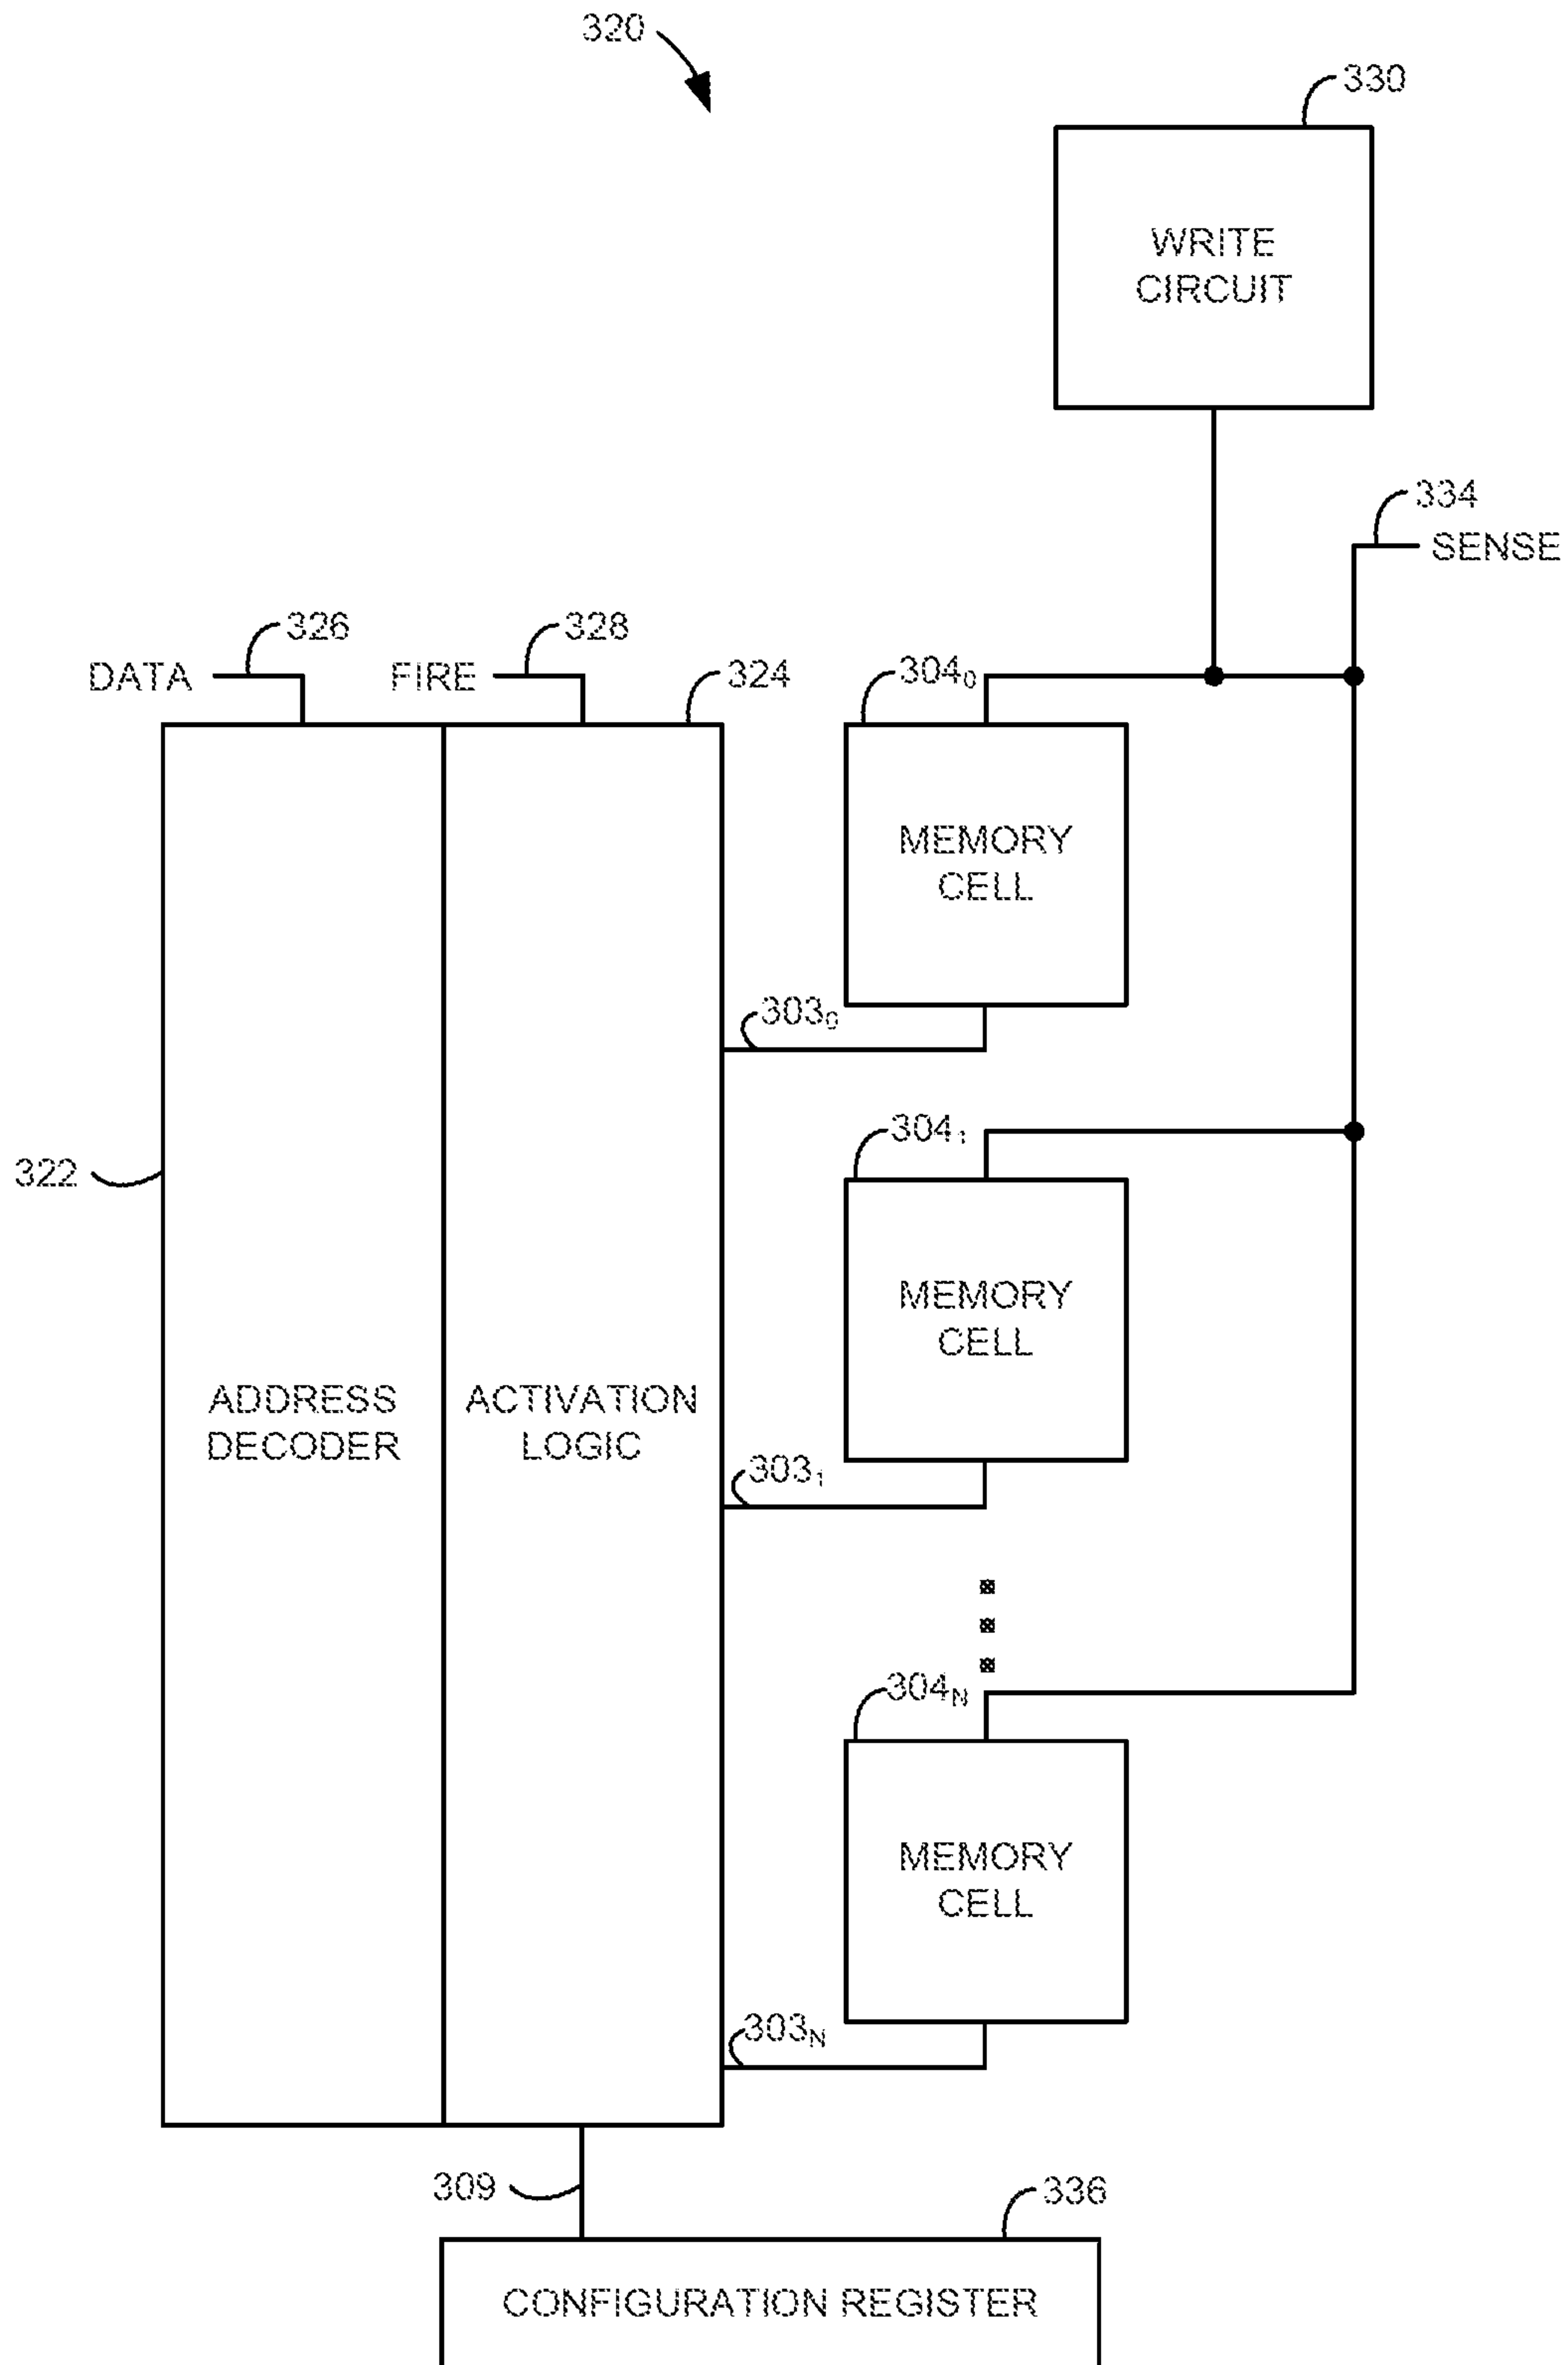 320
330
WRITE
CIRCUIT
334
SENSE
326
328
DATA
FIRE
324
304₀
MEMORY
CELL
303₀
304₁
322
MEMORY
CELL
ADDRESS
DECODER
ACTIVATION
LOGIC
303₁
304N
MEMORY
CELL
303N
309
336
CONFIGURATION REGISTER